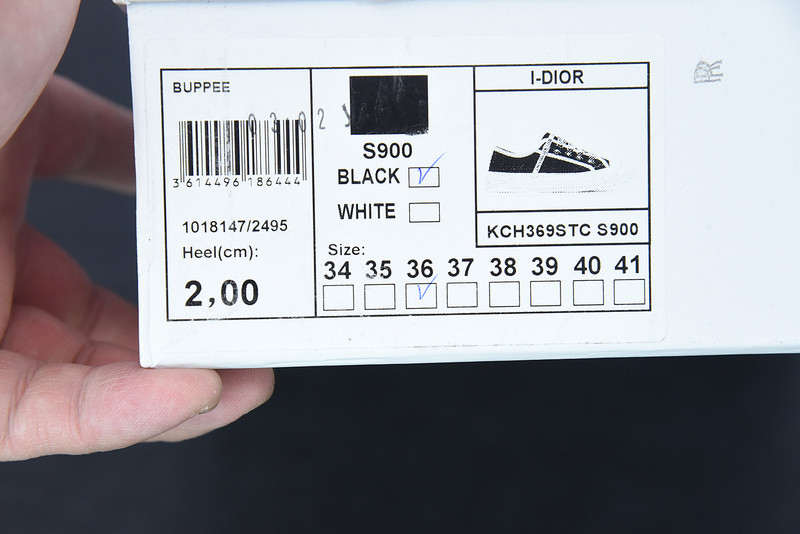 BUPPEE
0302
3 614496 186444
1018147/2495
Heel(cm):
2,00
S900
BLACK
WHITE
Size:
34 35 36 37 38 39 40 41
I-DIOR
KCH369STC S900